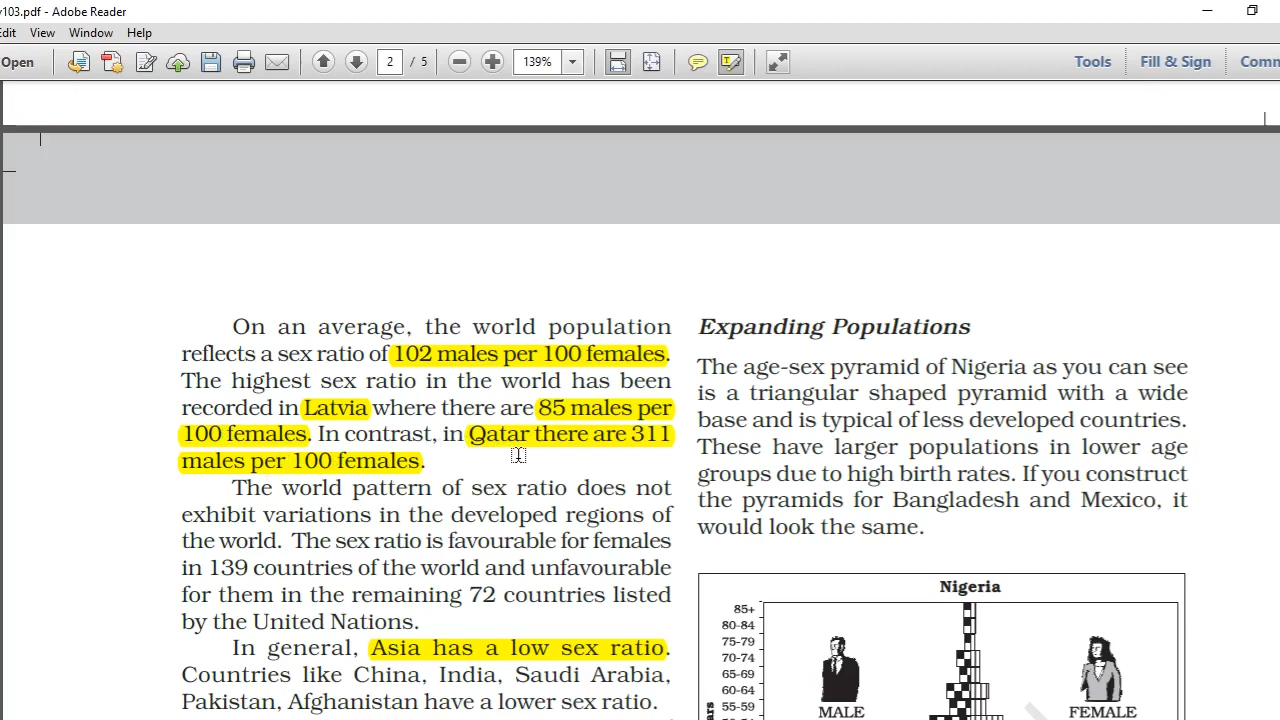 y103.pdf - Adobe Reader
Edit View Window Help
Open 2 / 5 139% Tools Fill & Sign Comm
On an average, the world population
reflects a sex ratio of 102 males per 100 females.
The highest sex ratio in the world has been
recorded in Latvia where there are 85 males per
100 females. In contrast, in Qatar there are 311
males per 100 females.
The world pattern of sex ratio does not
exhibit variations in the developed regions of
the world. The sex ratio is favourable for females
in 139 countries of the world and unfavourable
for them in the remaining 72 countries listed
by the United Nations.
In general, Asia has a low sex ratio.
Countries like China, India, Saudi Arabia,
Pakistan, Afghanistan have a lower sex ratio.
Expanding Populations
The age-sex pyramid of Nigeria as you can see
is a triangular shaped pyramid with a wide
base and is typical of less developed countries.
These have larger populations in lower age
groups due to high birth rates. If you construct
the pyramids for Bangladesh and Mexico, it
would look the same.
Nigeria
85+
80-84
75-79
70-74
65-69
60-64
55-59
MALE
FEMALE